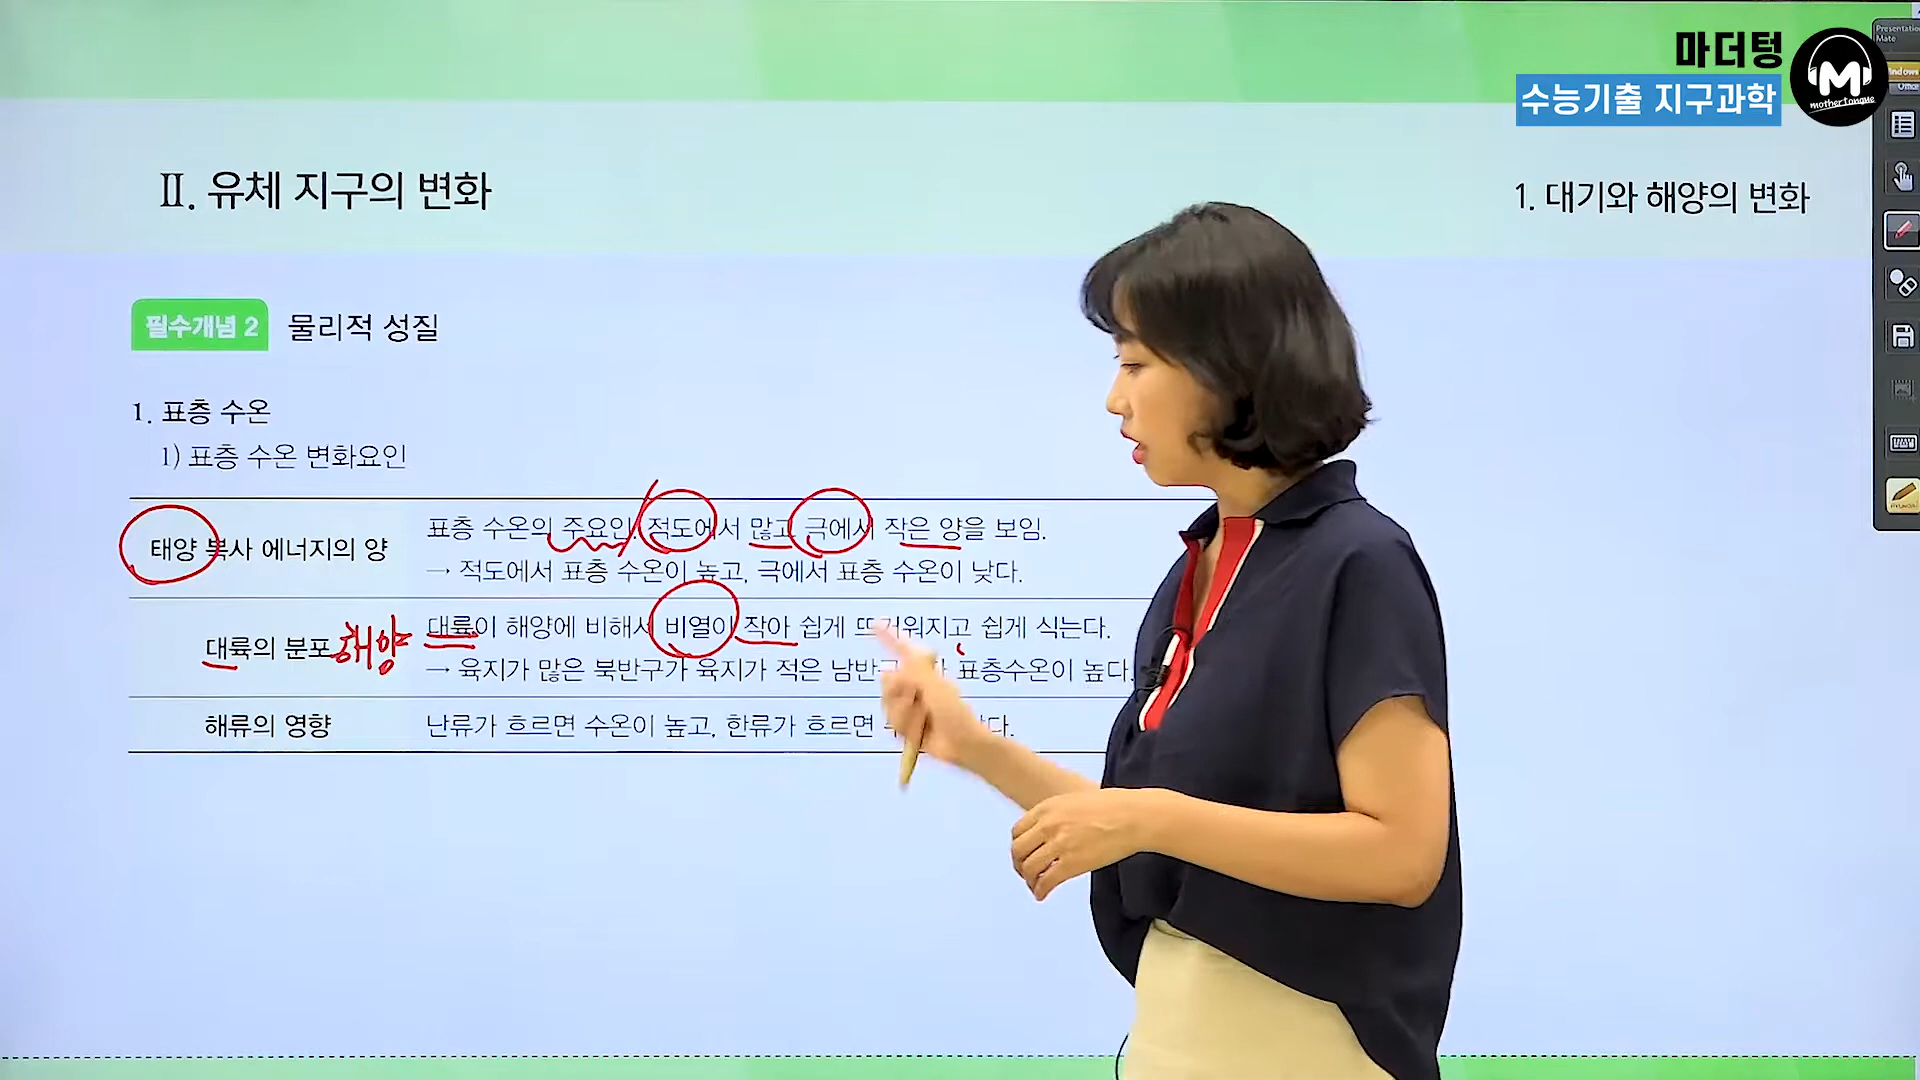 마더텅
수능기출 지구과학
M
mothertongue
Presentation
Mate
Office
Ⅱ. 유체 지구의 변화
1. 대기와 해양의 변화
필수개념 2 물리적 성질
1. 표층 수온
1) 표층 수온 변화요인
태양 복사 에너지의 양
표층 수온의 주요인. 적도에서 많고 극에서 작은 양을 보임.
→ 적도에서 표층 수온이 높고, 극에서 표층 수온이 낮다.
대륙의 분포 해양
대륙이 해양에 비해서 비열이 작아 쉽게 뜨거워지고 쉽게 식는다.
→ 육지가 많은 북반구가 육지가 적은 남반구 표층수온이 높다.
해류의 영향
난류가 흐르면 수온이 높고, 한류가 흐르면